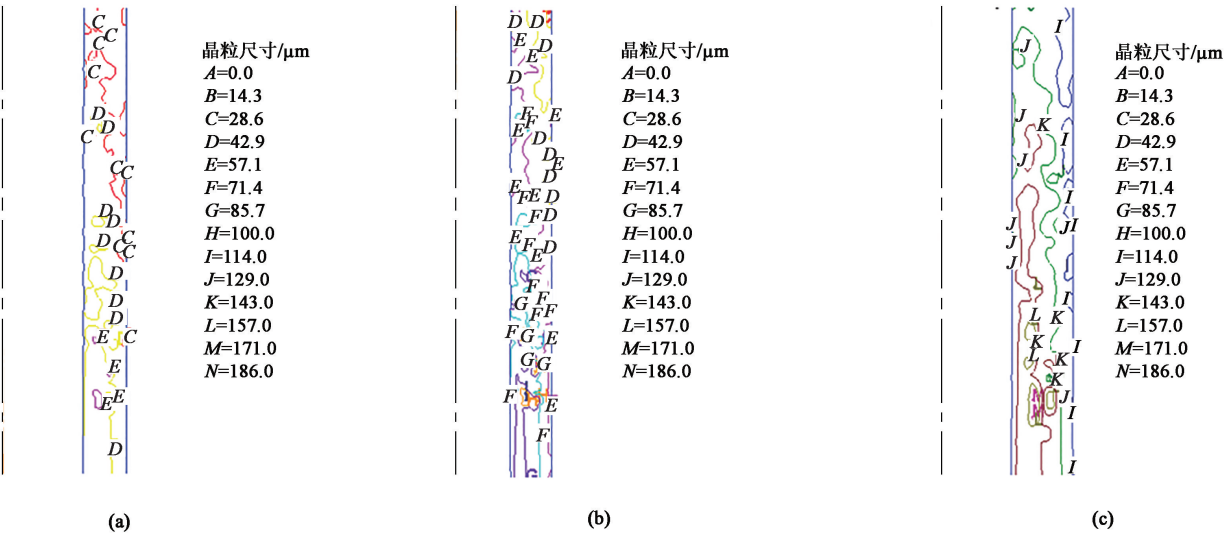 C
C
C
C
D
D
C
C
C
D
D
D
C
C
C
D
D
D
E
C
E
E
E
D
晶粒尺寸/μm
A=0.0
B=14.3
C=28.6
D=42.9
E=57.1
F=71.4
G=85.7
H=100.0
I=114.0
J=129.0
K=143.0
L=157.0
M=171.0
N=186.0
(a)
D D
E
D
E
D
F
E
F
E
D
D
E
D
E
F
E
D
F
D
E
F
D
E
F
F
G
F
F
F
G
E
G
G
F
E
F
G
晶粒尺寸/μm
A=0.0
B=14.3
C=28.6
D=42.9
E=57.1
F=71.4
G=85.7
H=100.0
I=114.0
J=129.0
K=143.0
L=157.0
M=171.0
N=186.0
(b)
I
J
J
K
I
J
J
I
J
J
I
J
J
I
L
K
K
I
L
K
K
J
I
I
晶粒尺寸/μm
A=0.0
B=14.3
C=28.6
D=42.9
E=57.1
F=71.4
G=85.7
H=100.0
I=114.0
J=129.0
K=143.0
L=157.0
M=171.0
N=186.0
(c)